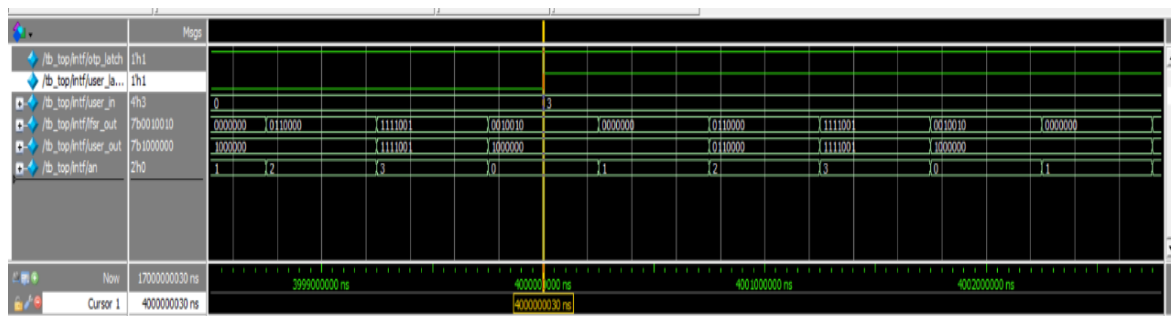 Msgs
/tb_top/intf/otp_latch 1'h1
/tb_top/intf/user_la... 1'h1
/tb_top/intf/user_in 4'h3 0 3
/tb_top/intf/lfsr_out 7'b0010010 0000000 0110000 1111001 0010010 0000000 0110000 1111001 0010010 0000000
/tb_top/intf/user_out 7'b1000000 1000000 1111001 1000000 0110000 1111001 1000000
/tb_top/intf/an 2'h0 1 2 3 0 1 2 3 0 1
Now 17000000030 ns 3999000000 ns 4000000000 ns 4001000000 ns 4002000000 ns
Cursor 1 4000000030 ns 4000000030 ns